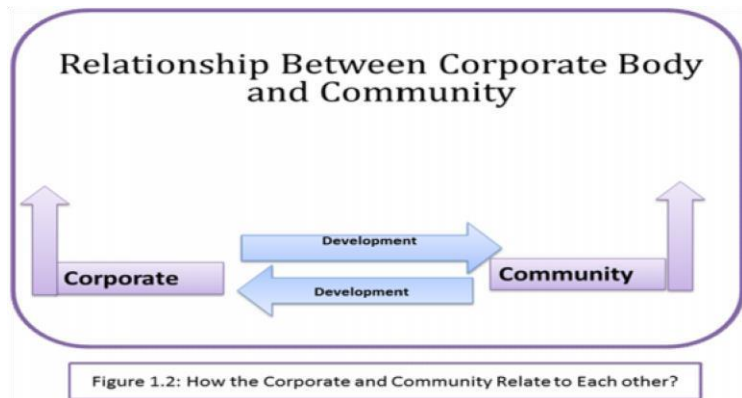 Relationship Between Corporate Body
and Community
Development
Corporate
Community
Development
Figure 1.2: How the Corporate and Community Relate to Each other?